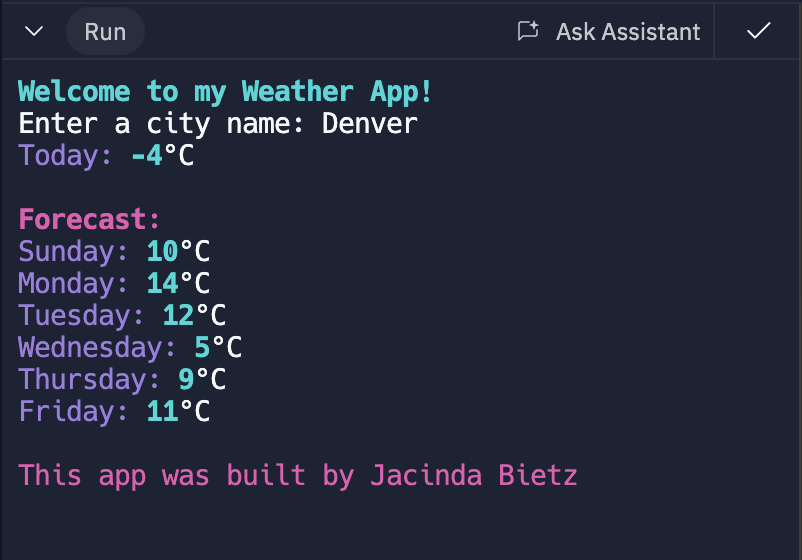 Run
Ask Assistant
Welcome to my Weather App!
Enter a city name: Denver
Today: -4°C
Forecast:
Sunday: 10°C
Monday: 14°C
Tuesday: 12°C
Wednesday: 5°C
Thursday: 9°C
Friday: 11°C
This app was built by Jacinda Bietz